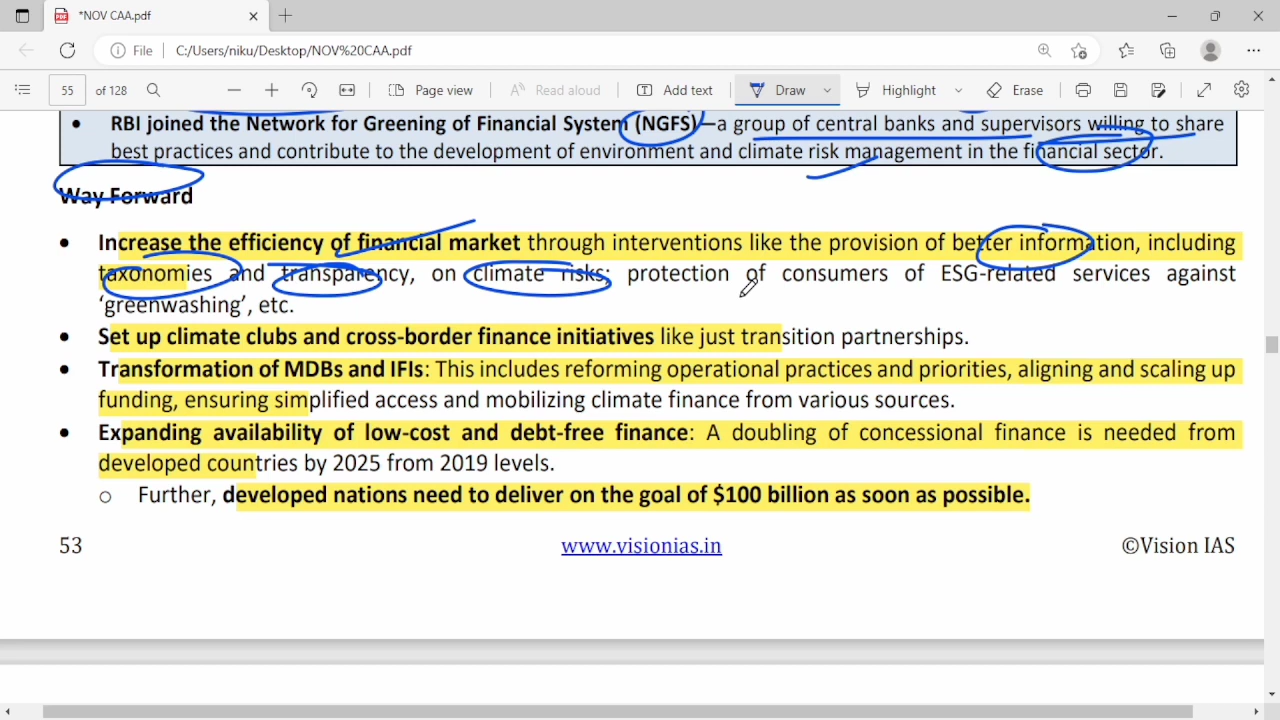 *NOV CAA.pdf
File C:/Users/niku/Desktop/NOV%20CAA.pdf
55 of 128 Page view Read aloud Add text Draw Highlight Erase
• RBI joined the Network for Greening of Financial System (NGFS)—a group of central banks and supervisors willing to share
best practices and contribute to the development of environment and climate risk management in the financial sector.
Way Forward
• Increase the efficiency of financial market through interventions like the provision of better information, including
taxonomies and transparency, on climate risks; protection of consumers of ESG-related services against
‘greenwashing’, etc.
• Set up climate clubs and cross-border finance initiatives like just transition partnerships.
• Transformation of MDBs and IFIs: This includes reforming operational practices and priorities, aligning and scaling up
funding, ensuring simplified access and mobilizing climate finance from various sources.
• Expanding availability of low-cost and debt-free finance: A doubling of concessional finance is needed from
developed countries by 2025 from 2019 levels.
o Further, developed nations need to deliver on the goal of $100 billion as soon as possible.
53 www.visionias.in ©Vision IAS